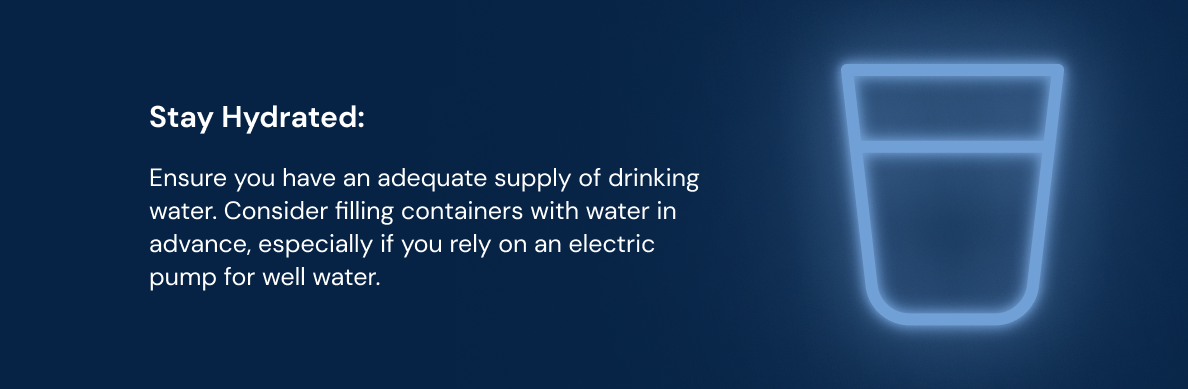 Stay Hydrated:
Ensure you have an adequate supply of drinking
water. Consider filling containers with water in
advance, especially if you rely on an electric
pump for well water.